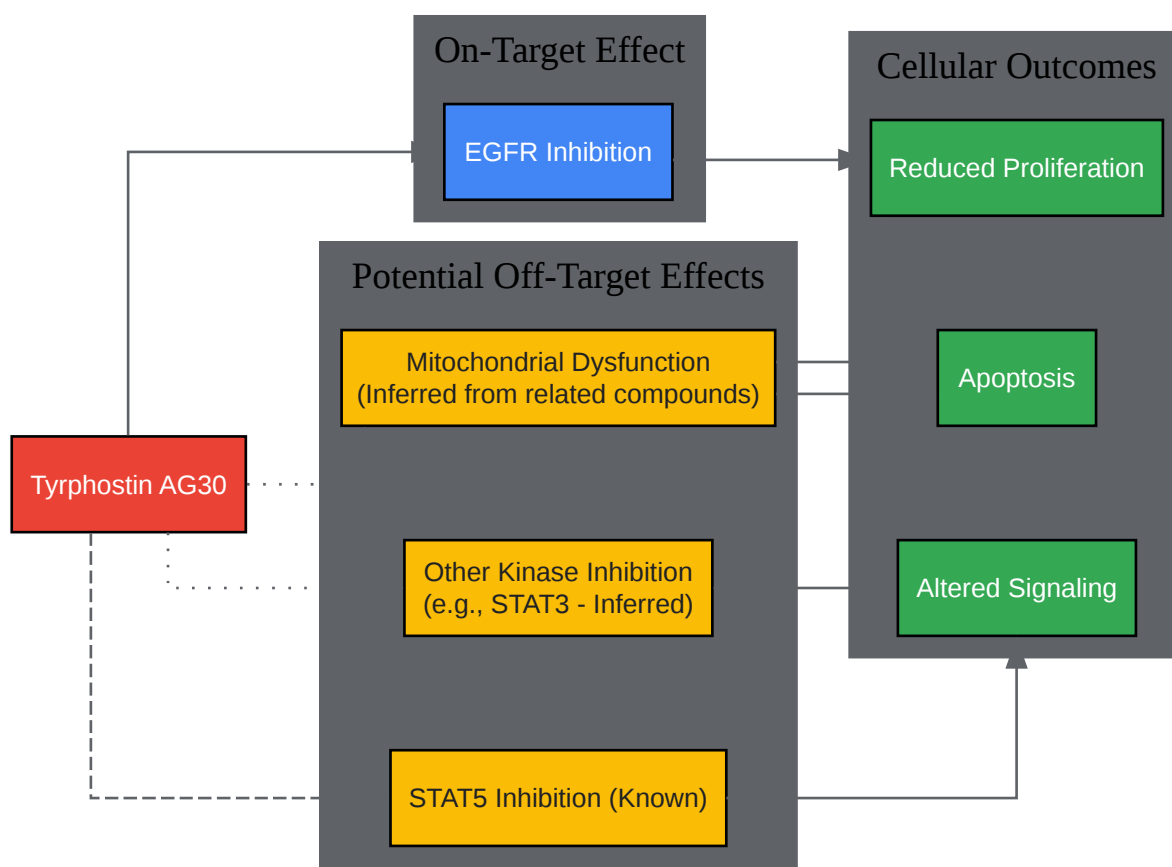 On-Target Effect
EGFR Inhibition
Cellular Outcomes
Reduced Proliferation
Potential Off-Target Effects
Mitochondrial Dysfunction
(Inferred from related compounds)
Apoptosis
Tyrphostin AG30
Other Kinase Inhibition
(e.g., STAT3 - Inferred)
Altered Signaling
STAT5 Inhibition (Known)